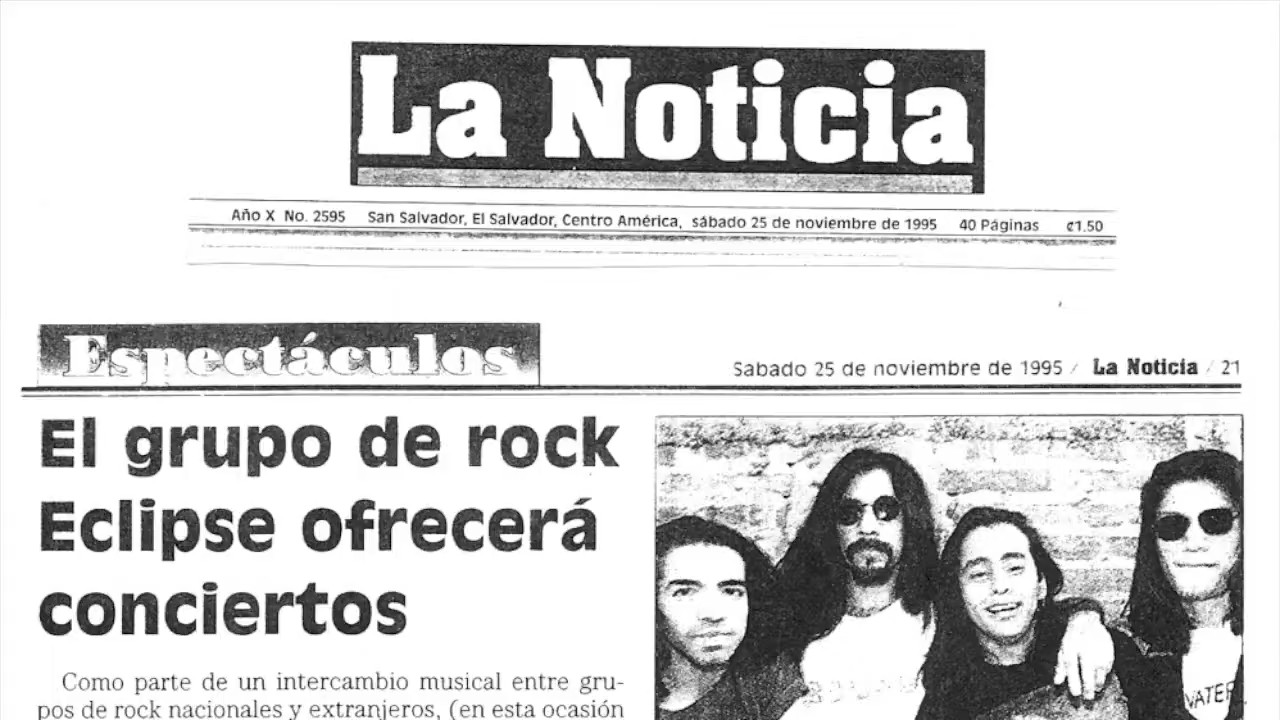 La Noticia
Año X No. 2595 San Salvador, El Salvador, Centro América, sábado 25 de noviembre de 1995 40 Páginas ¢1.50
Espectáculos
Sabado 25 de noviembre de 1995 / La Noticia / 21
El grupo de rock
Eclipse ofrecerá
conciertos
Como parte de un intercambio musical entre gru-
pos de rock nacionales y extranjeros, (en esta ocasión
VATER